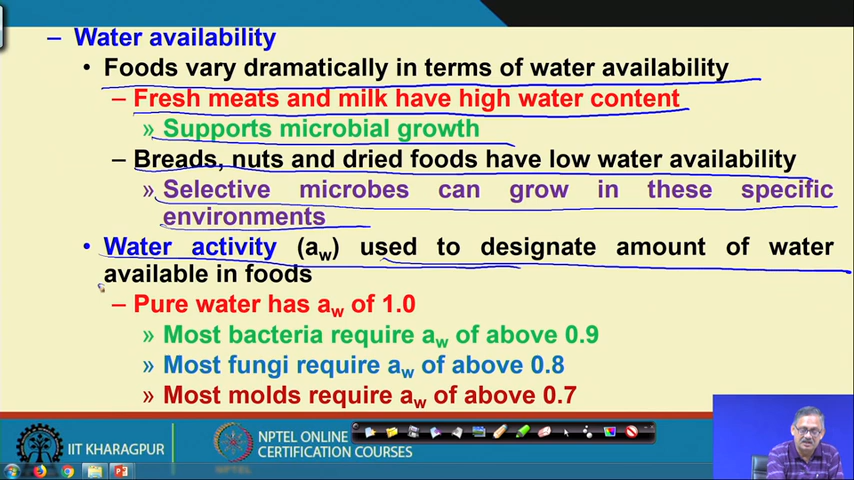 – Water availability
• Foods vary dramatically in terms of water availability
– Fresh meats and milk have high water content
» Supports microbial growth
– Breads, nuts and dried foods have low water availability
» Selective microbes can grow in these specific
environments
• Water activity (aw) used to designate amount of water
available in foods
– Pure water has aw of 1.0
» Most bacteria require aw of above 0.9
» Most fungi require aw of above 0.8
» Most molds require aw of above 0.7
IIT KHARAGPUR
NPTEL ONLINE
CERTIFICATION COURSES
NPTEL